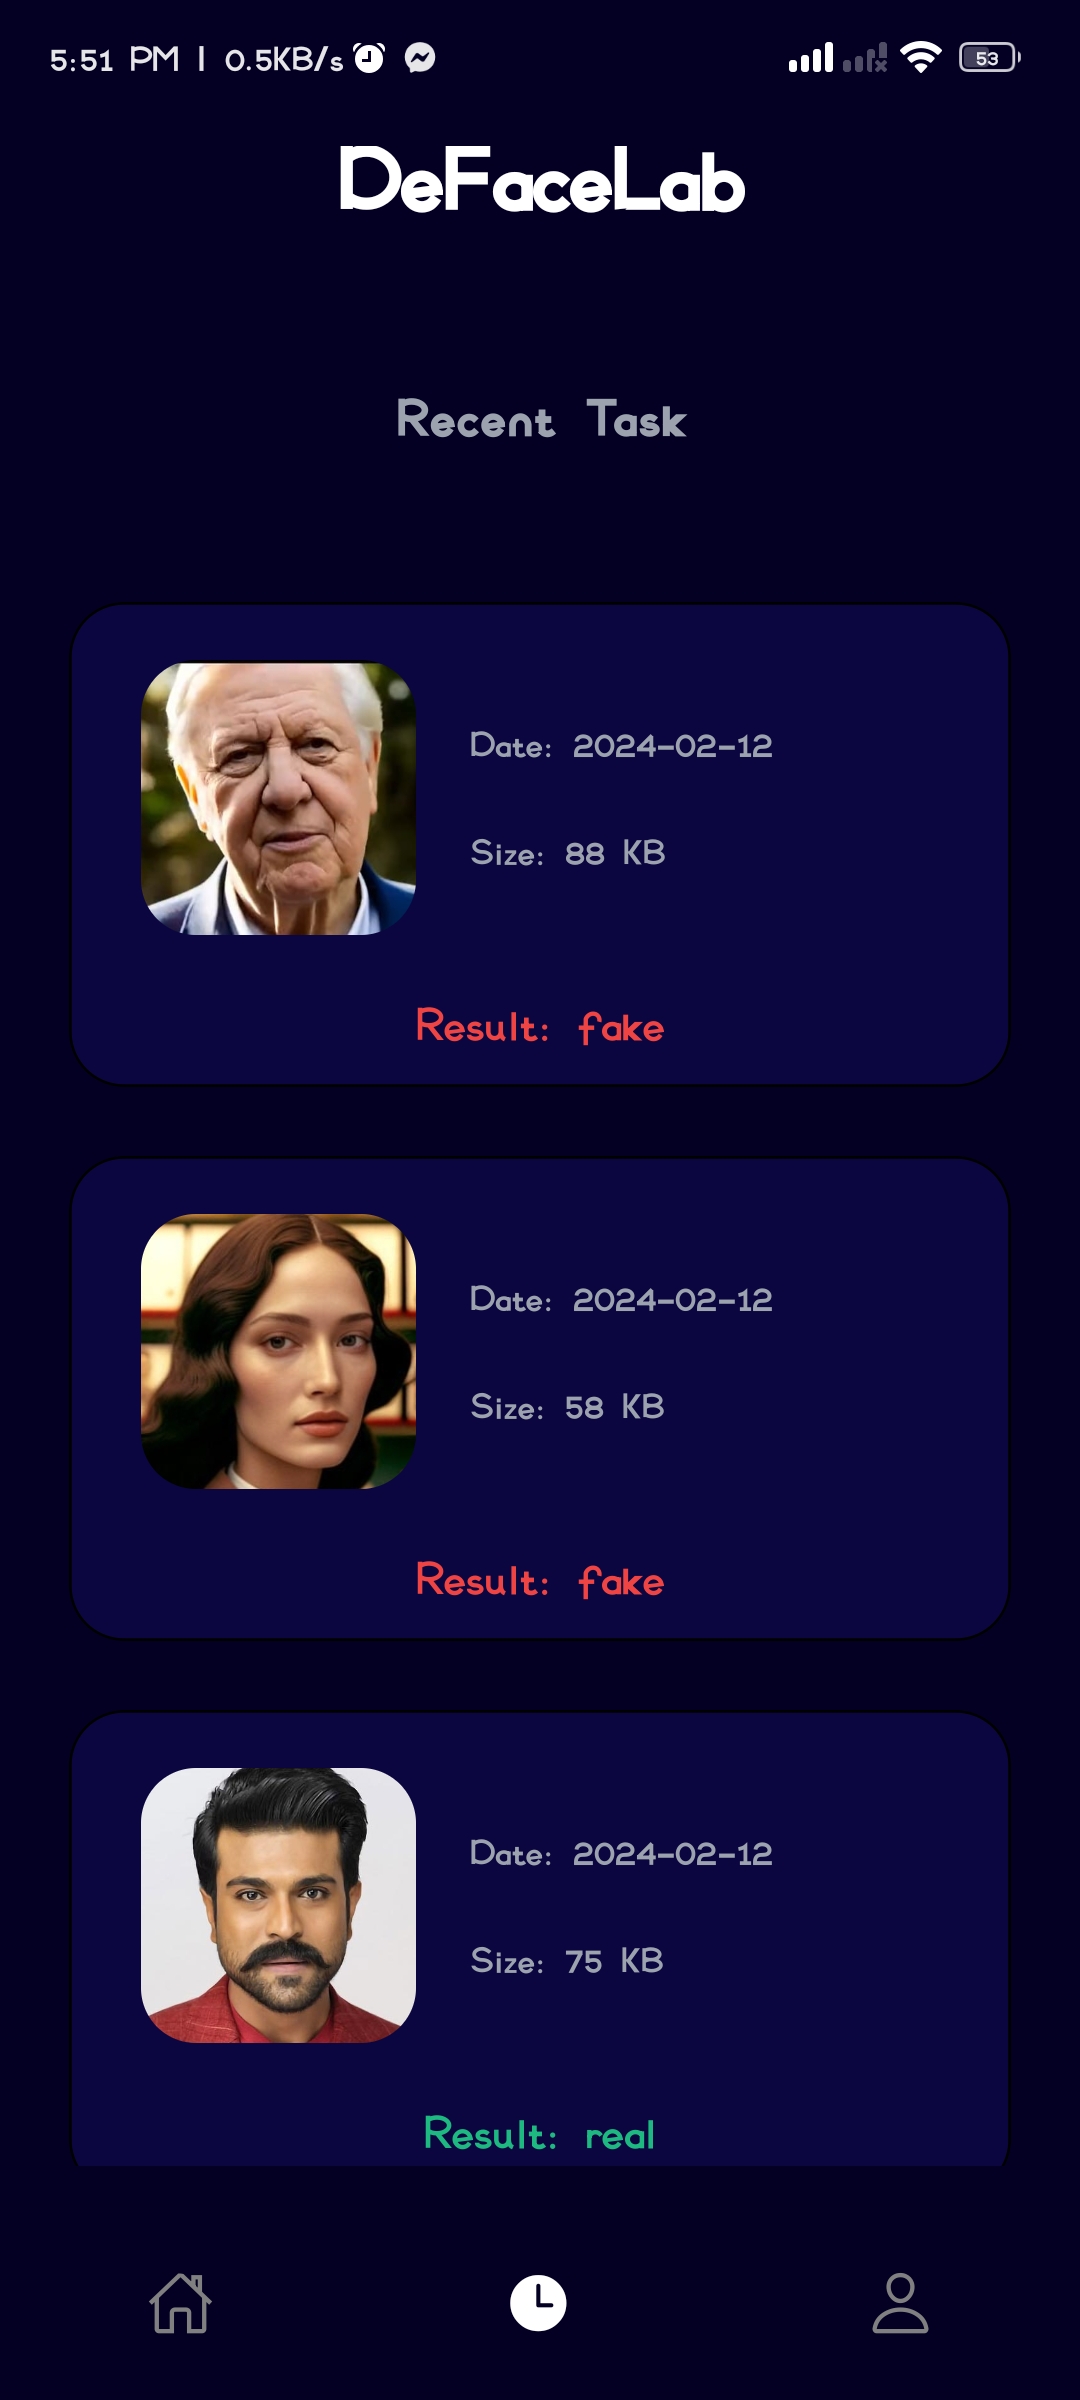 5:51 PM | 0.5KB/s
53
DeFaceLab
Recent Task
Date: 2024-02-12
Size: 88 KB
Result: fake
Date: 2024-02-12
Size: 58 KB
Result: fake
Date: 2024-02-12
Size: 75 KB
Result: real